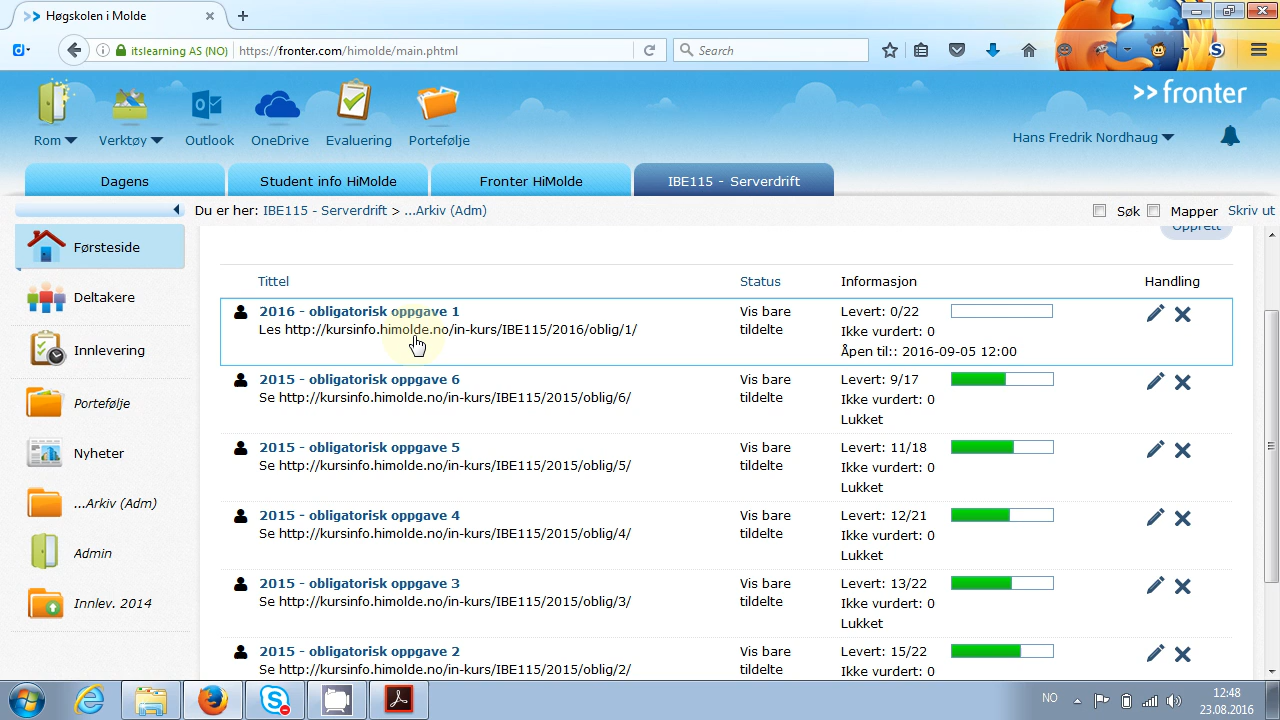 Høgskolen i Molde
itslearning AS (NO)
https://fronter.com/himolde/main.phtml
Search
Rom
Verktøy
Outlook
OneDrive
Evaluering
Portefølje
>>fronter
Hans Fredrik Nordhaug
Dagens
Student info HiMolde
Fronter HiMolde
IBE115 - Serverdrift
Du er her: IBE115 - Serverdrift > ...Arkiv (Adm)
Søk
Mapper
Skriv ut
Førsteside
Deltakere
Innlevering
Portefølje
Nyheter
...Arkiv (Adm)
Admin
Innlev. 2014
Opprett
Tittel
Status
Informasjon
Handling
2016 - obligatorisk oppgave 1
Les http://kursinfo.himolde.no/in-kurs/IBE115/2016/oblig/1/
Vis bare
tildelte
Levert: 0/22
Ikke vurdert: 0
Åpen til:: 2016-09-05 12:00
2015 - obligatorisk oppgave 6
Se http://kursinfo.himolde.no/in-kurs/IBE115/2015/oblig/6/
Vis bare
tildelte
Levert: 9/17
Ikke vurdert: 0
Lukket
2015 - obligatorisk oppgave 5
Se http://kursinfo.himolde.no/in-kurs/IBE115/2015/oblig/5/
Vis bare
tildelte
Levert: 11/18
Ikke vurdert: 0
Lukket
2015 - obligatorisk oppgave 4
Se http://kursinfo.himolde.no/in-kurs/IBE115/2015/oblig/4/
Vis bare
tildelte
Levert: 12/21
Ikke vurdert: 0
Lukket
2015 - obligatorisk oppgave 3
Se http://kursinfo.himolde.no/in-kurs/IBE115/2015/oblig/3/
Vis bare
tildelte
Levert: 13/22
Ikke vurdert: 0
Lukket
2015 - obligatorisk oppgave 2
Se http://kursinfo.himolde.no/in-kurs/IBE115/2015/oblig/2/
Vis bare
tildelte
Levert: 15/22
Ikke vurdert: 0
NO
12:48
23.08.2016